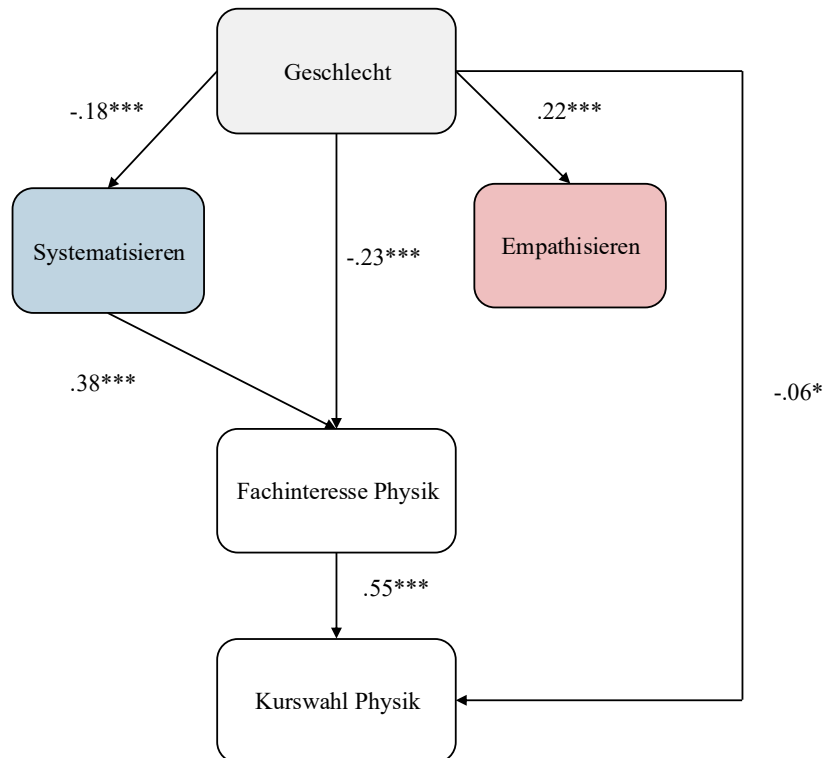 Geschlecht
-.18***
.22***
Systematisieren
-.23***
Empathisieren
.38***
-.06*
Fachinteresse Physik
.55***
Kurswahl Physik